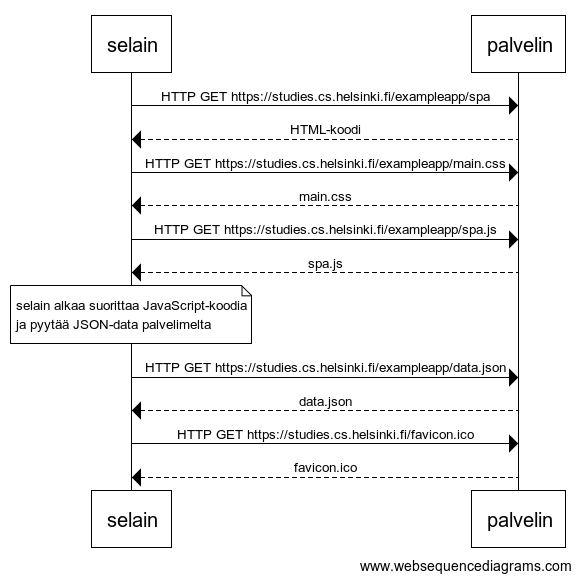 selain palvelin
HTTP GET https://studies.cs.helsinki.fi/exampleapp/spa
HTML-koodi
HTTP GET https://studies.cs.helsinki.fi/exampleapp/main.css
main.css
HTTP GET https://studies.cs.helsinki.fi/exampleapp/spa.js
spa.js
selain alkaa suorittaa JavaScript-koodia
ja pyytää JSON-data palvelimelta
HTTP GET https://studies.cs.helsinki.fi/exampleapp/data.json
data.json
HTTP GET https://studies.cs.helsinki.fi/favicon.ico
favicon.ico
selain palvelin
www.websequencediagrams.com